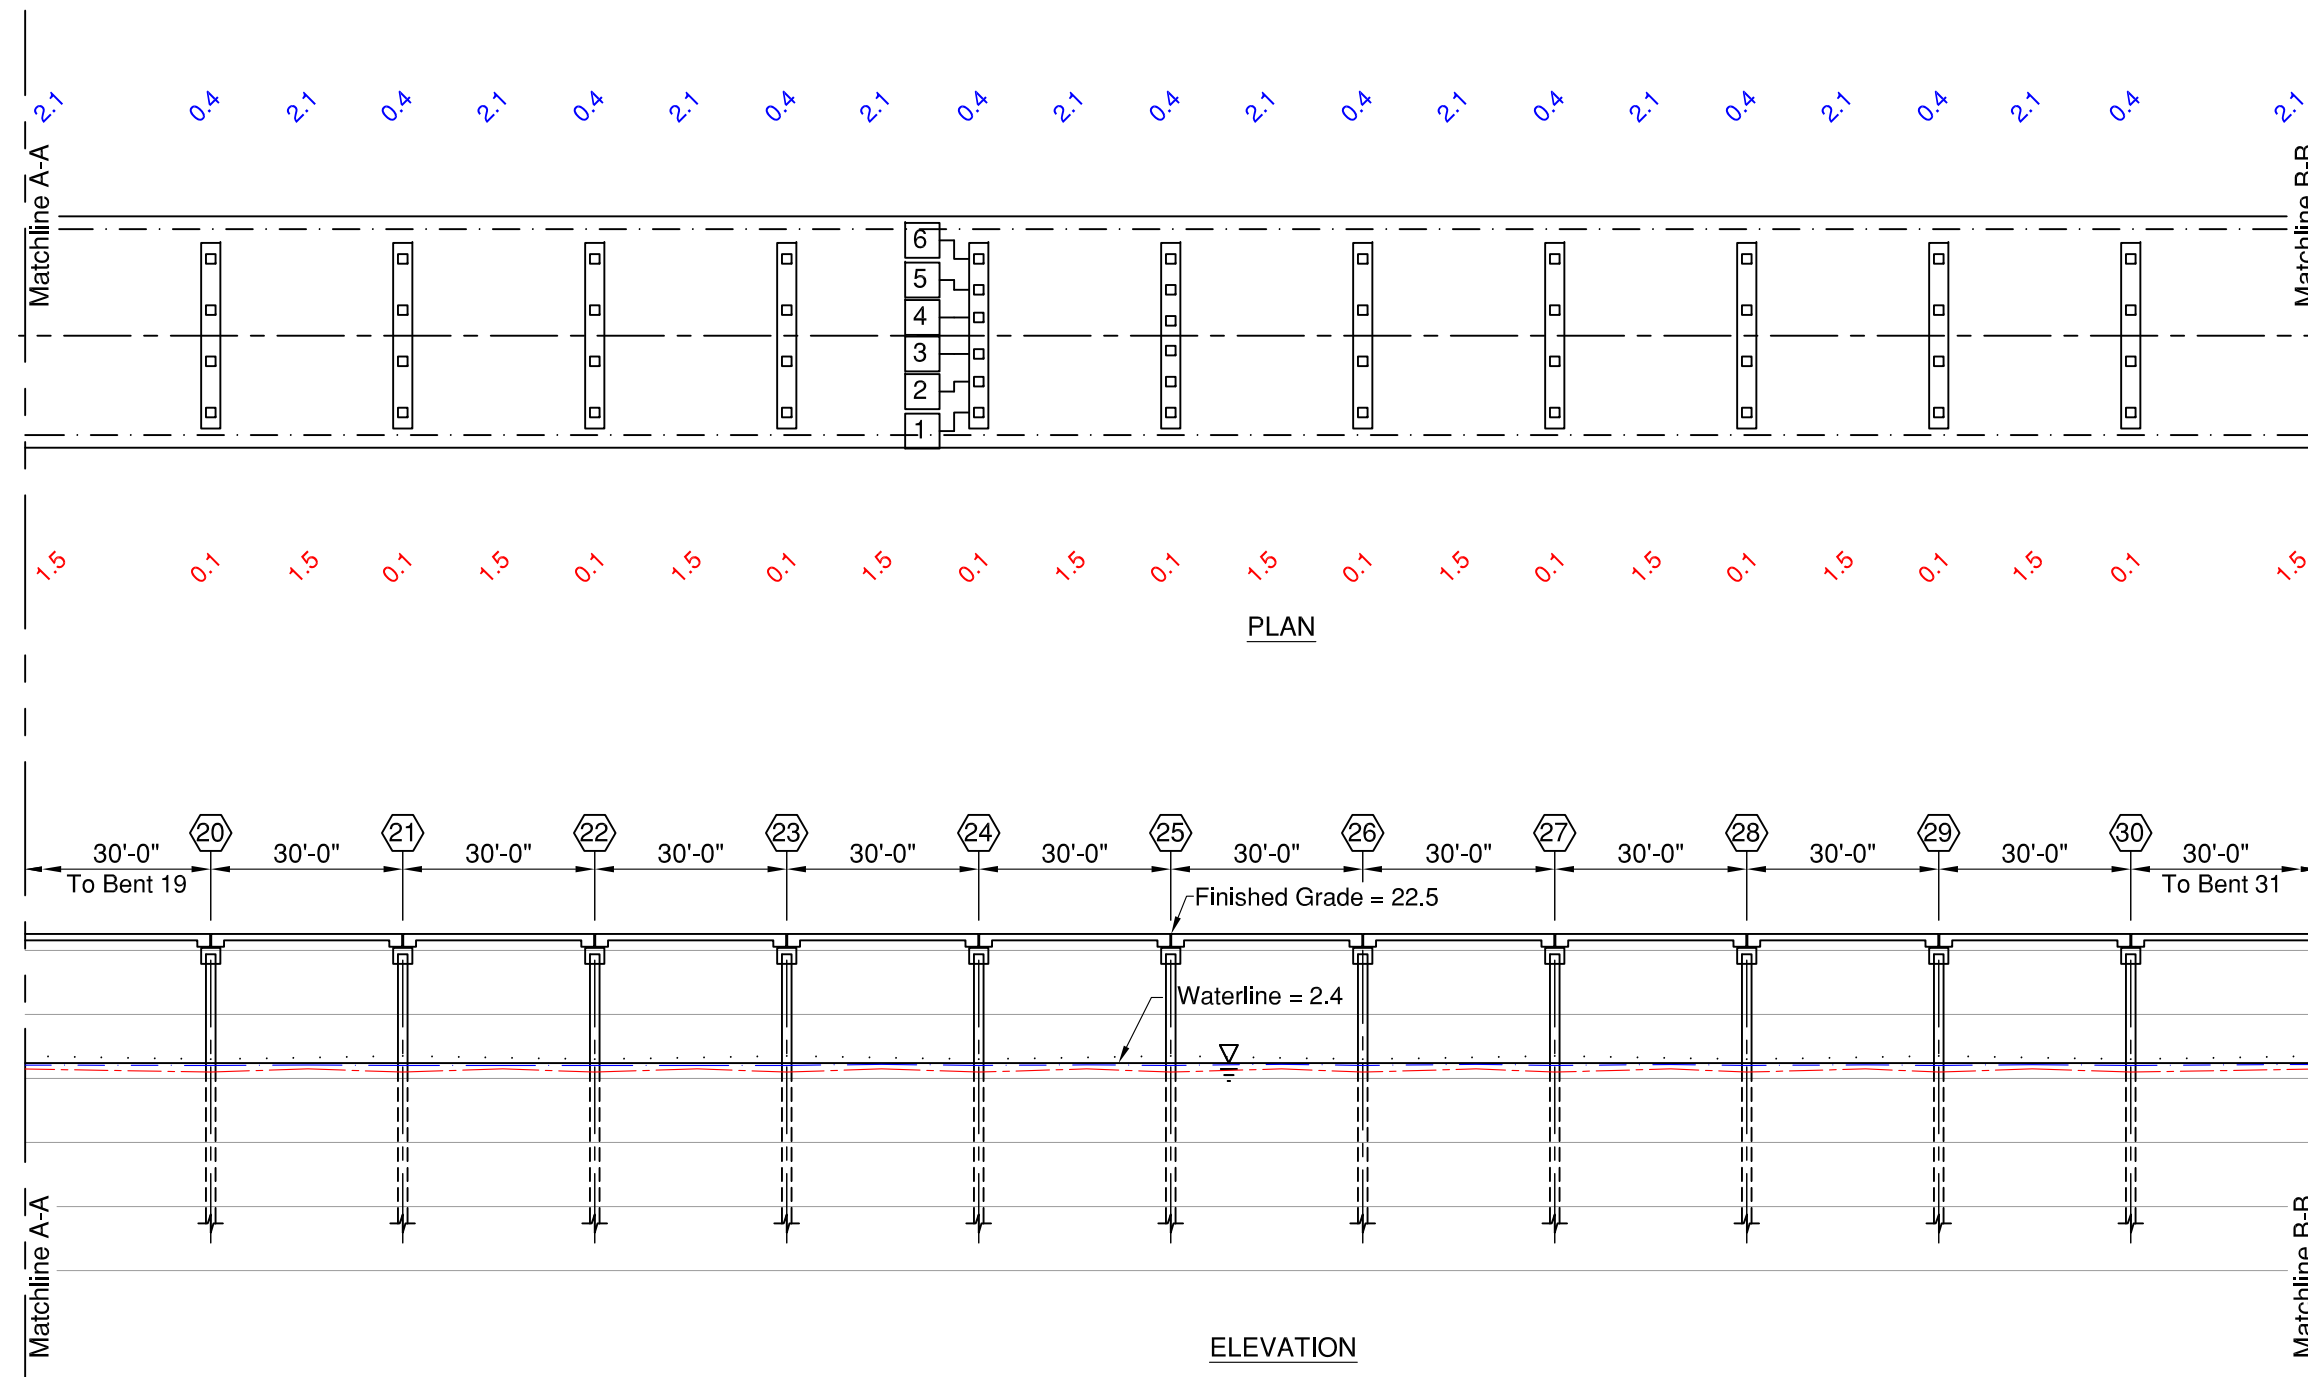 2.1 0.4 2.1 0.4 2.1 0.4 2.1 0.4 2.1 0.4 2.1 0.4 2.1 0.4 2.1 0.4 2.1 0.4 2.1 0.4 2.1 0.4 2.1
Matchline A-A
Matchline B-B
6
5
4
3
2
1
1.5 0.1 1.5 0.1 1.5 0.1 1.5 0.1 1.5 0.1 1.5 0.1 1.5 0.1 1.5 0.1 1.5 0.1 1.5 0.1 1.5 0.1 1.5
PLAN
20 21 22 23 24 25 26 27 28 29 30
30'-0" 30'-0" 30'-0" 30'-0" 30'-0" 30'-0" 30'-0" 30'-0" 30'-0" 30'-0" 30'-0" 30'-0"
To Bent 19
To Bent 31
Finished Grade = 22.5
Waterline = 2.4
Matchline A-A
Matchline B-B
ELEVATION